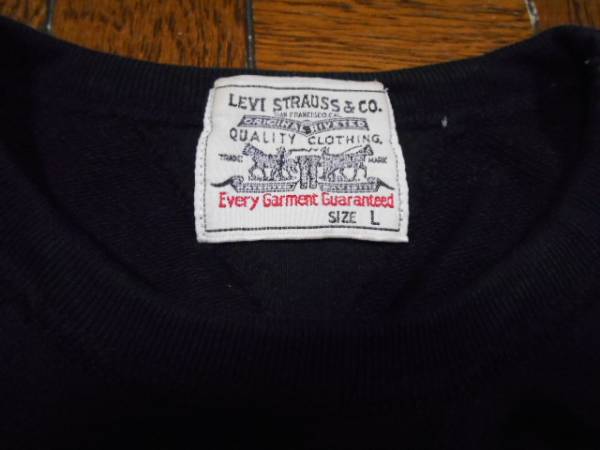 LEVI STRAUSS & CO.
SAN FRANCISCO, CAL.
ORIGINAL RIVETED
QUALITY CLOTHING.
TRADE MARK
Every Garment Guaranteed
SIZE L